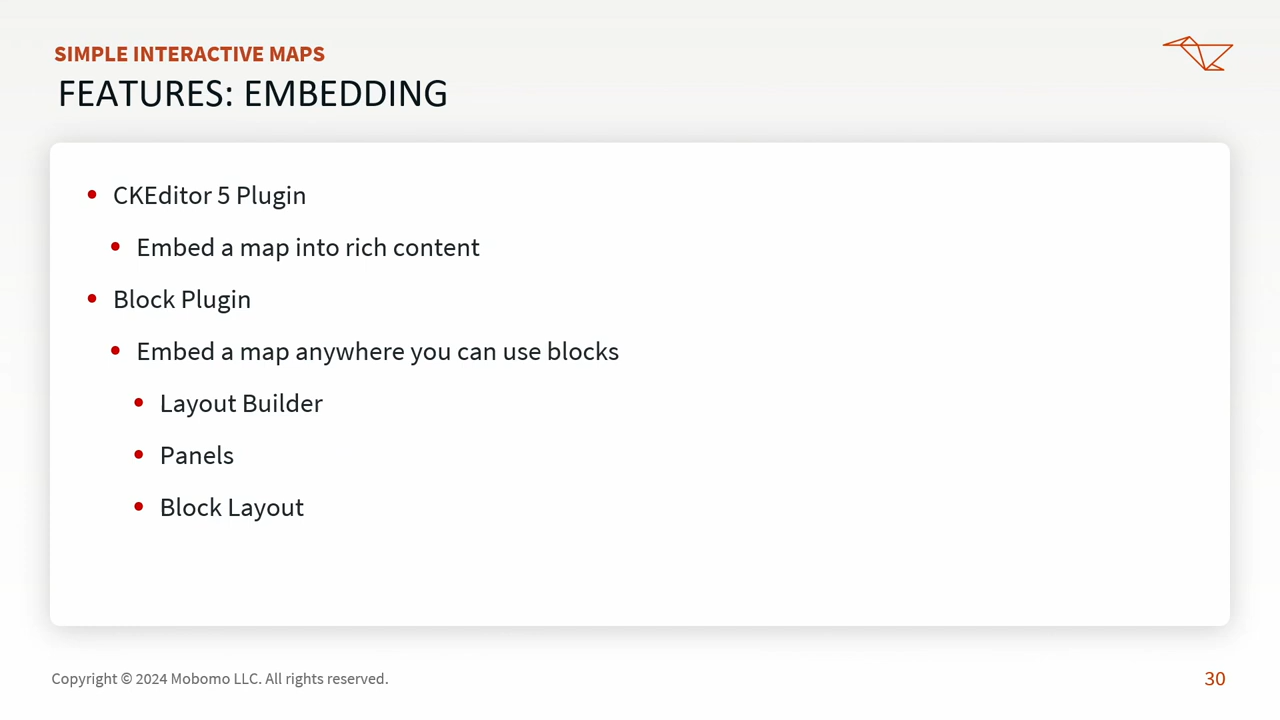 SIMPLE INTERACTIVE MAPS
FEATURES: EMBEDDING
• CKEditor 5 Plugin
• Embed a map into rich content
• Block Plugin
• Embed a map anywhere you can use blocks
• Layout Builder
• Panels
• Block Layout
Copyright © 2024 Mobomo LLC. All rights reserved.
30